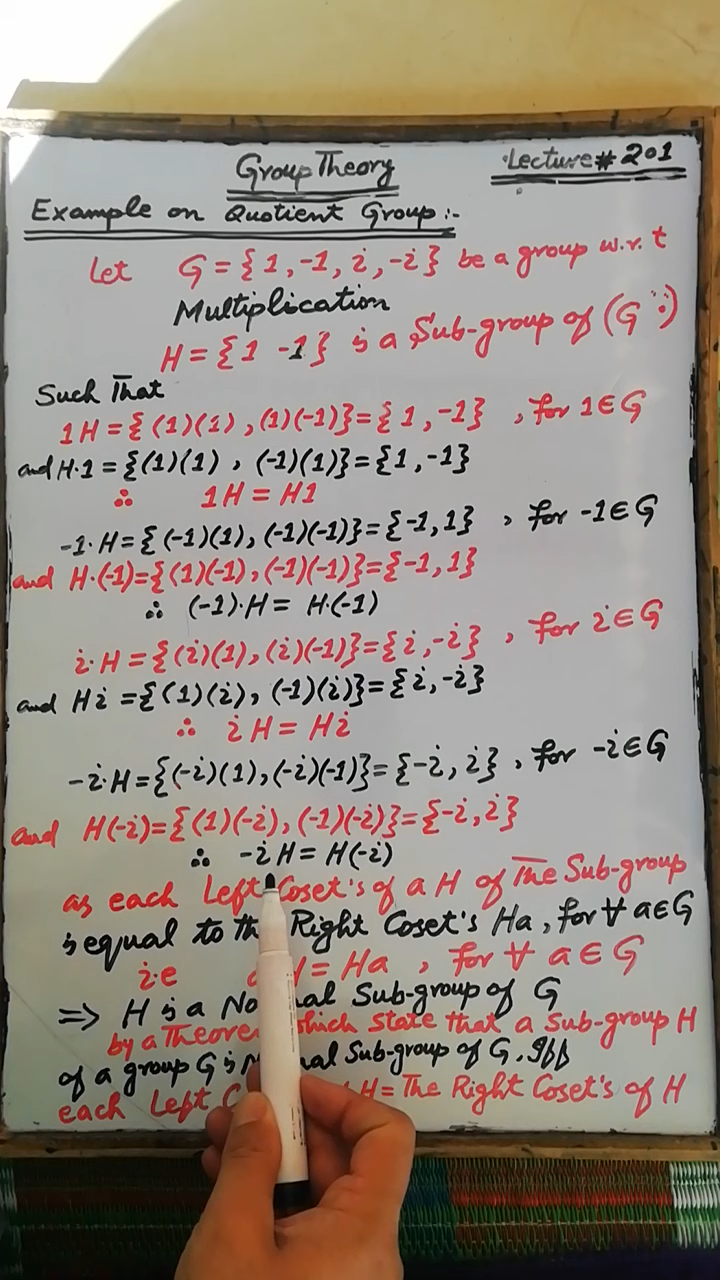 Group Theory
Lecture # 201
Example on Quotient Group:-
Let G = {1, -1, i, -i} be a group w.r.t
Multiplication
H = {1 -1} is a Sub-group of (G ·)
Such That
1H = {(1)(1), (1)(-1)} = {1, -1}, for 1∈G
and H·1 = {(1)(1), (-1)(1)} = {1, -1}
∴ 1H = H1
-1·H = {(-1)(1), (-1)(-1)} = {-1, 1}, for -1∈G
and H·(-1) = {(1)(-1), (-1)(-1)} = {-1, 1}
∴ (-1)·H = H·(-1)
i·H = {(i)(1), (i)(-1)} = {i, -i}, for i∈G
and Hi = {(1)(i), (-1)(i)} = {i, -i}
∴ iH = Hi
-i·H = {(-i)(1), (-i)(-1)} = {-i, i}, for -i∈G
and H(-i) = {(1)(-i), (-1)(-i)} = {-i, i}
∴ -iH = H(-i)
as each Left Coset's of a H of The Sub-group
is equal to the Right Coset's Ha, for ∀ a∈G
i.e = Ha, for ∀ a∈G
⇒ H is a Sub-group of G
by a which state that a Sub-group H
of a group G is Sub-group of G. Iff
each Left H = The Right Coset's of H